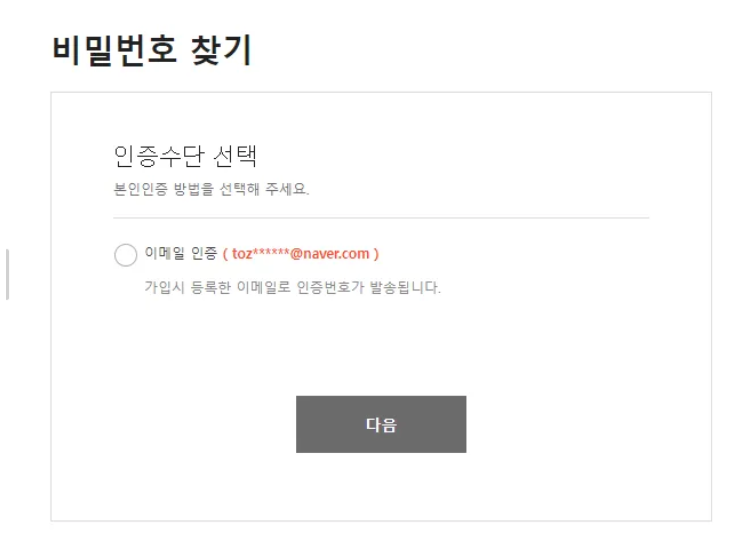 비밀번호 찾기
인증수단 선택
본인인증 방법을 선택해 주세요.
이메일 인증 ( toz******@naver.com )
가입시 등록한 이메일로 인증번호가 발송됩니다.
다음